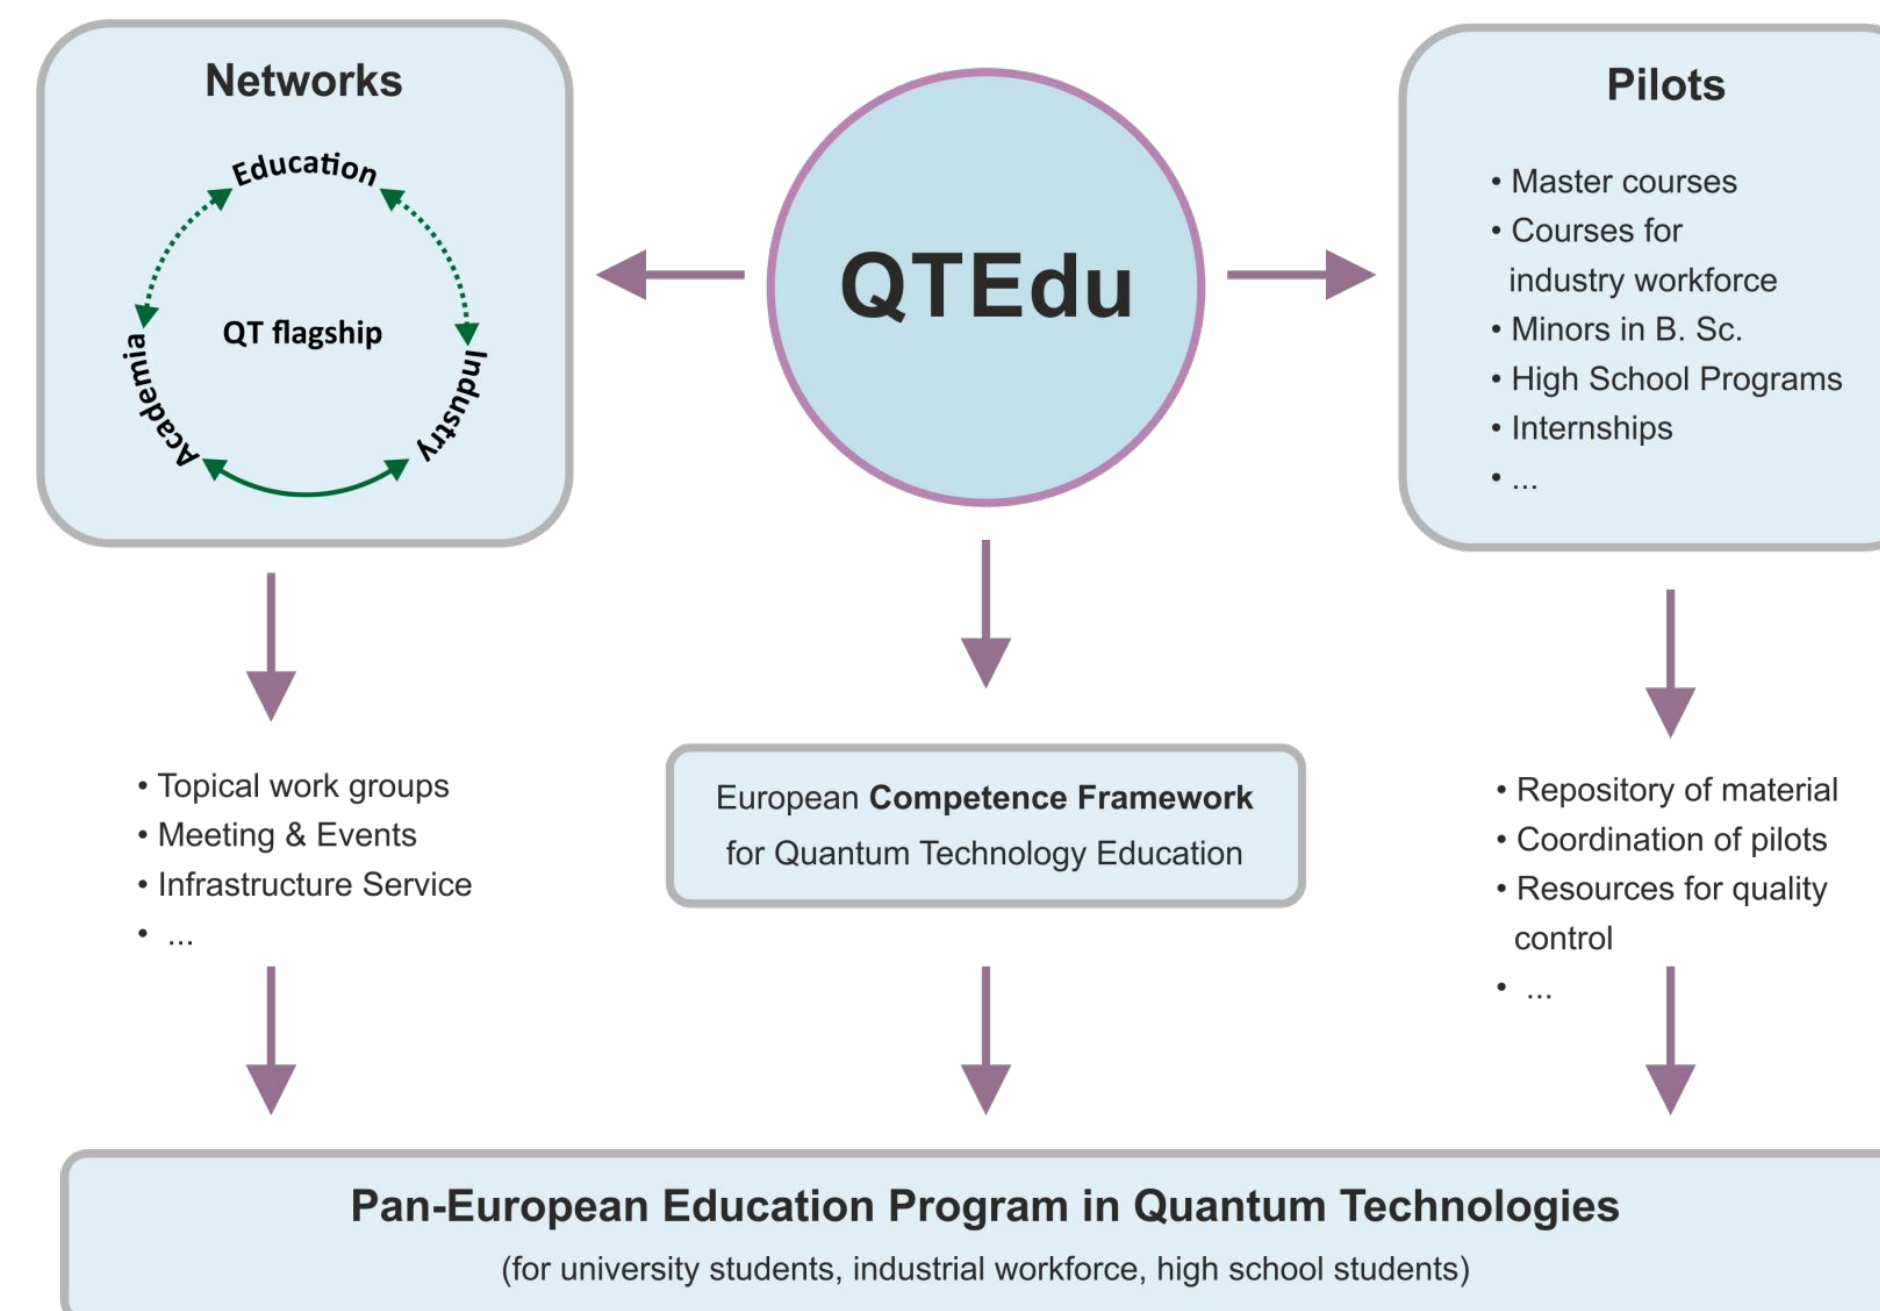 Networks
Education
Academia
Industry
QT flagship
QTEdu
Pilots
• Master courses
• Courses for
industry workforce
• Minors in B. Sc.
• High School Programs
• Internships
• ...
• Topical work groups
• Meeting & Events
• Infrastructure Service
• ...
European Competence Framework
for Quantum Technology Education
• Repository of material
• Coordination of pilots
• Resources for quality
control
• ...
Pan-European Education Program in Quantum Technologies
(for university students, industrial workforce, high school students)